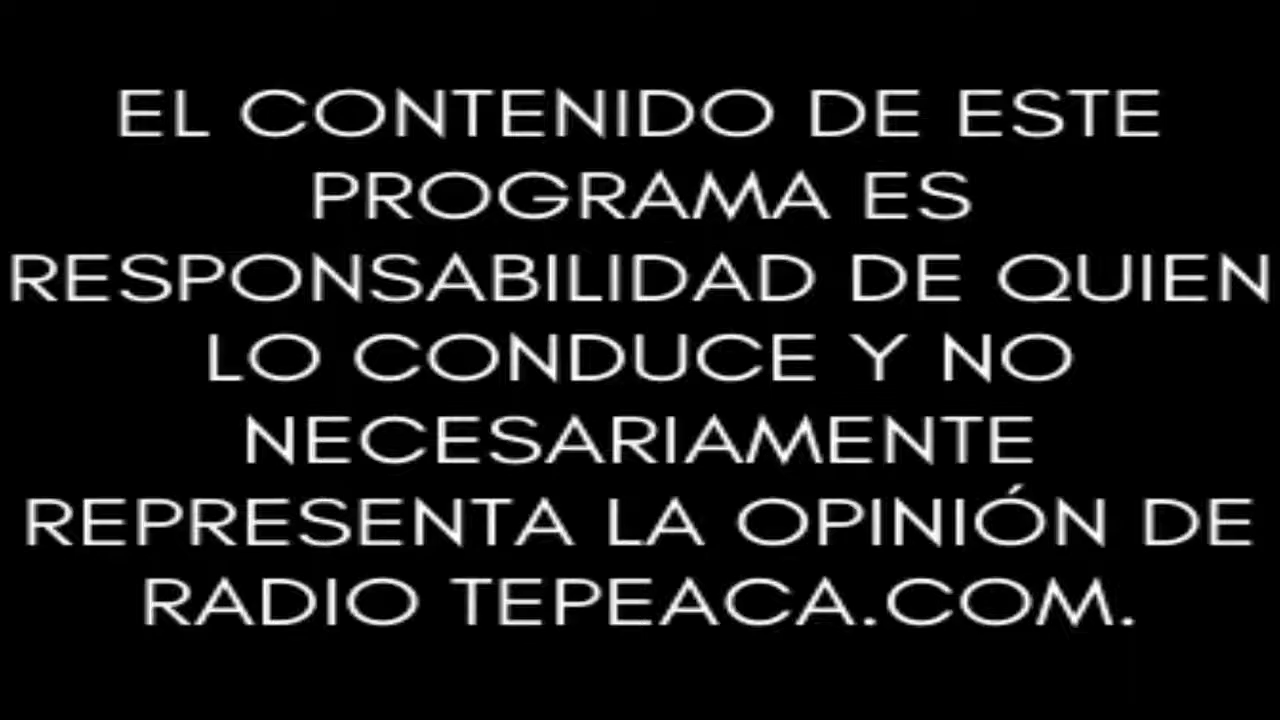 EL CONTENIDO DE ESTE
PROGRAMA ES
RESPONSABILIDAD DE QUIEN
LO CONDUCE Y NO
NECESARIAMENTE
REPRESENTA LA OPINIÓN DE
RADIO TEPEACA.COM.